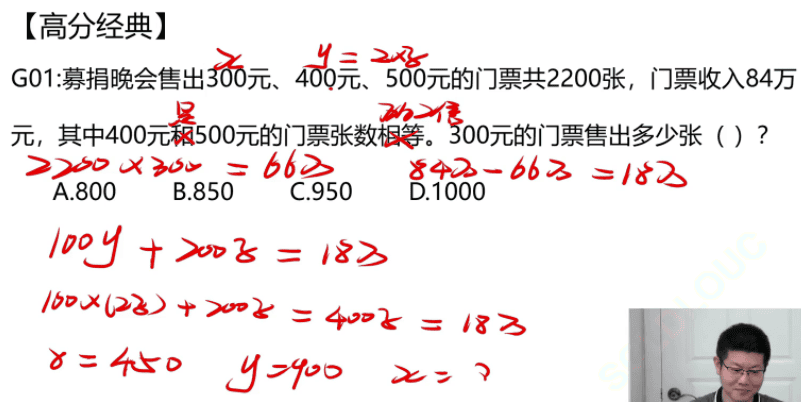 【高分经典】
x y=2z
G01:募捐晚会售出300元、400元、500元的门票共2200张，门票收入84万
是 的2倍
元，其中400元和500元的门票张数相等。300元的门票售出多少张（ ）?
2200×300 = 66万 84万-66万 =18万
A.800 B.850 C.950 D.1000
100y + 200z = 18万
100×(2z) + 200z = 400z = 18万
z=450 y=900 x=?